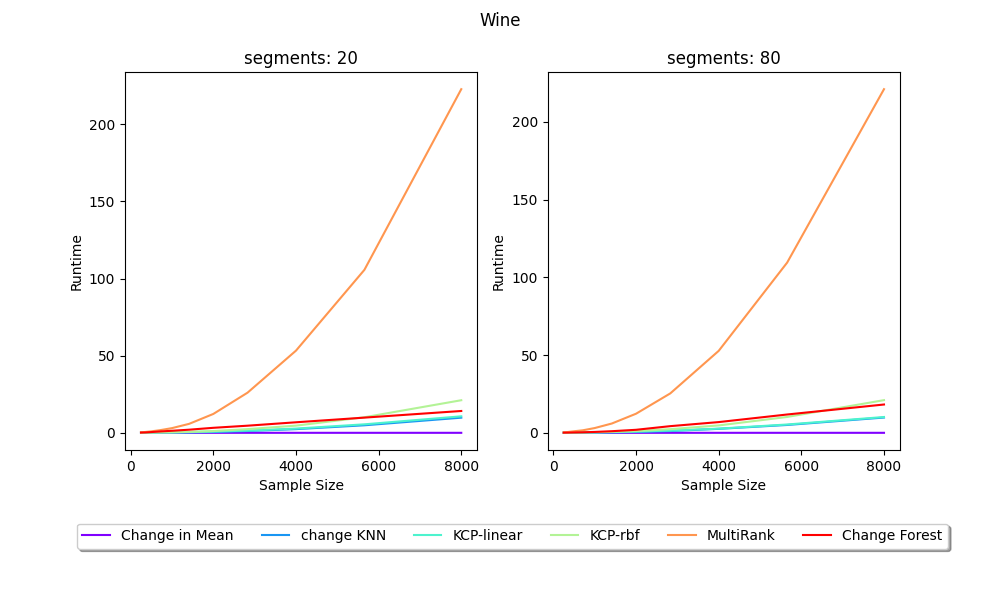 Wine
segments: 20
segments: 80
Runtime
200
150
100
50
0
0 2000 4000 6000 8000
Sample Size
Runtime
200
150
100
50
0
0 2000 4000 6000 8000
Sample Size
Change in Mean change KNN KCP-linear KCP-rbf MultiRank Change Forest